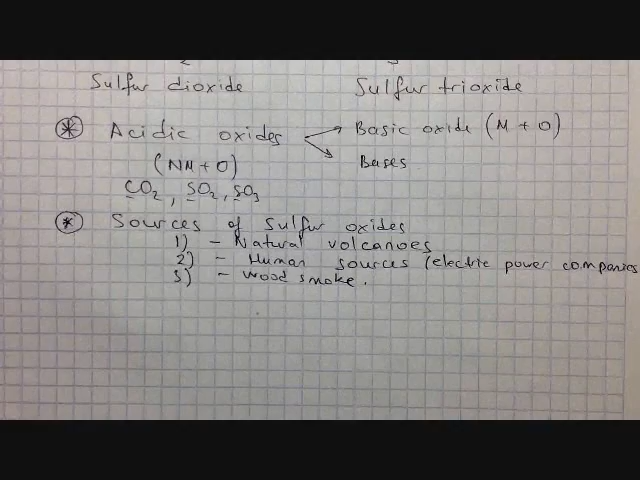 Sulfur dioxide Sulfur trioxide
* Acidic oxides → Basic oxide (M + O)
(NM + O) → Bases
CO2, SO2, SO3
* Sources of Sulfur oxides
1) - Natural volcanoes
2) - Human sources (electric power companies
3) - wood smoke.